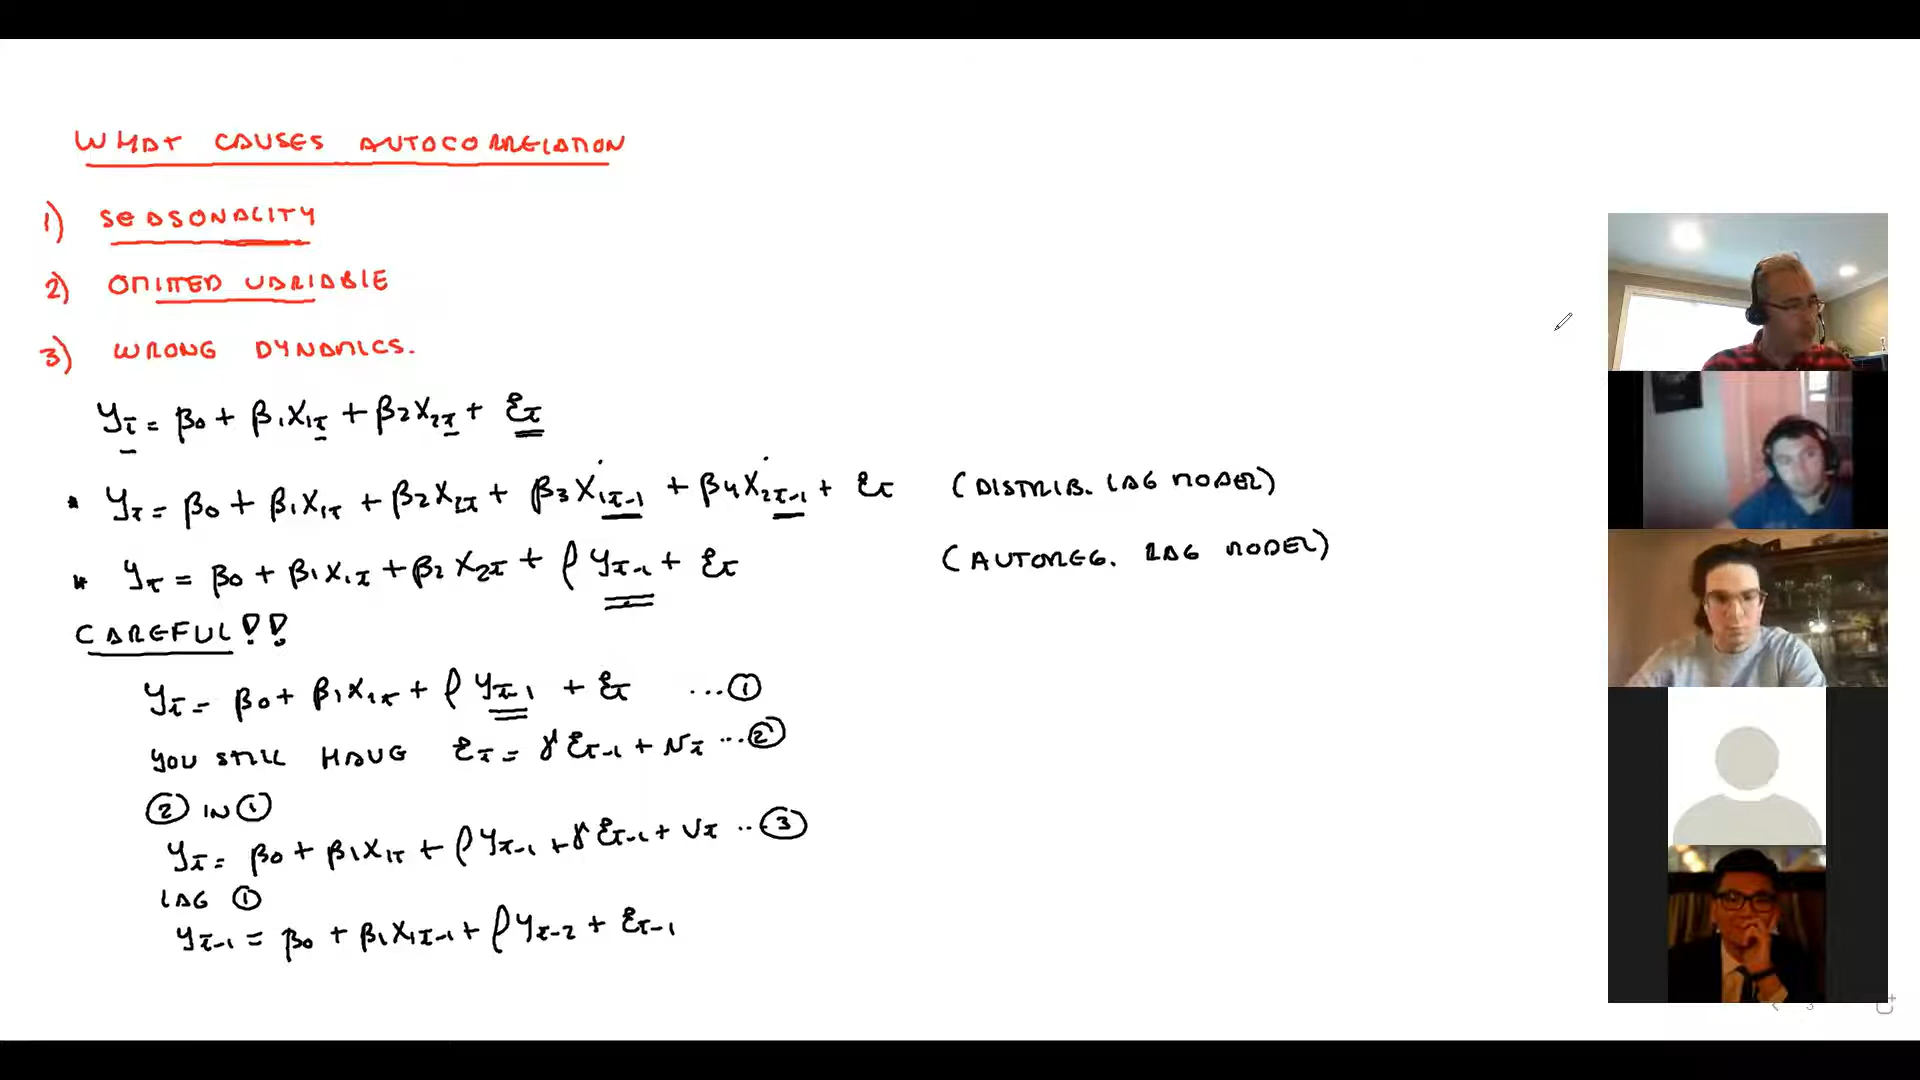 WHAT CAUSES AUTOCORRELATION
1) SEASONALITY
2) OMITTED VARIABLE
3) WRONG DYNAMICS.
Yt = β0 + β1X1t + β2X2t + εt
* Yt = β0 + β1X1t + β2X2t + β3X1t-1 + β4X2t-1 + εt (DISTRIB. LAG MODEL)
* Yt = β0 + β1X1t + β2X2t + ρYt-1 + εt (AUTOREG. LAG MODEL)
CAREFUL!!
Yt = β0 + β1X1t + ρYt-1 + εt ...①
YOU STILL HAVE εt = γεt-1 + Vt ...②
② IN ①
Yt = β0 + β1X1t + ρYt-1 + γεt-1 + Vt ...③
LAG ①
Yt-1 = β0 + β1X1t-1 + ρYt-2 + εt-1
3